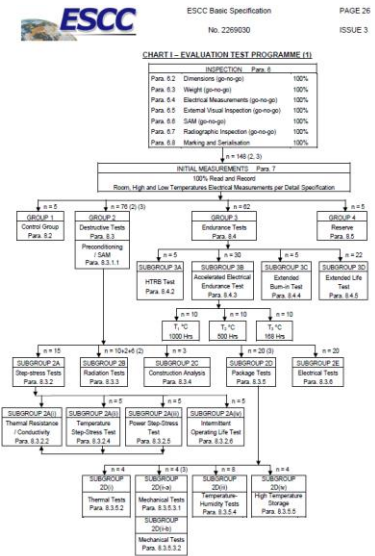 ESCC
ESCC Basic Specification
PAGE 26
No. 2269030
ISSUE 3
CHART I – EVALUATION TEST PROGRAMME (1)
INSPECTION Para. 6
Para. 6.2 Dimensions (go-no-go) 100%
Para. 6.3 Weight (go-no-go) 100%
Para. 6.4 Electrical Measurements (go-no-go) 100%
Para. 6.5 External Visual Inspection (go-no-go) 100%
Para. 6.6 SAM (go-no-go) 100%
Para. 6.7 Radiographic Inspection (go-no-go) 100%
Para. 6.8 Marking and Serialisation 100%
n = 148 (2, 3)
INITIAL MEASUREMENTS Para. 7
100% Read and Record
Room, High and Low Temperatures Electrical Measurements per Detail Specification
n = 5
n = 76 (2) (3)
n = 62
n = 5
GROUP 1
Control Group
Para. 8.2
GROUP 2
Destructive Tests
Para. 8.3
Preconditioning
/ SAM
Para. 8.3.1.1
GROUP 3
Endurance Tests
Para. 8.4
GROUP 4
Reserve
Para. 8.5
n = 5
n = 30
n = 5
n = 22
SUBGROUP 3A
HTRB Test
Para. 8.4.2
SUBGROUP 3B
Accelerated Electrical
Endurance Test
Para. 8.4.3
SUBGROUP 3C
Extended
Burn-in Test
Para. 8.4.4
SUBGROUP 3D
Extended Life
Test
Para. 8.4.5
n = 10
n = 10
n = 10
T₁ °C
1000 Hrs
T₂ °C
500 Hrs
T₃ °C
168 Hrs
n = 15
n = 10+2+6 (2)
n = 3
n = 20 (3)
n = 20
SUBGROUP 2A
Step-stress Tests
Para. 8.3.2
SUBGROUP 2B
Radiation Tests
Para. 8.3.3
SUBGROUP 2C
Construction Analysis
Para. 8.3.4
SUBGROUP 2D
Package Tests
Para. 8.3.5
SUBGROUP 2E
Electrical Tests
Para. 8.3.6
n = 5
n = 5
n = 5
SUBGROUP 2A(i)
Thermal Resistance
/ Conductivity
Para. 8.3.2.2
SUBGROUP 2A(ii)
Temperature
Step-Stress Test
Para. 8.3.2.4
SUBGROUP 2A(iii)
Power Step-Stress
Test
Para. 8.3.2.5
SUBGROUP 2A(iv)
Intermittent
Operating Life Test
Para. 8.3.2.6
n = 4
n = 4 (3)
n = 8
n = 4
SUBGROUP
2D(i)
Thermal Tests
Para. 8.3.5.2
SUBGROUP
2D(ii-a)
Mechanical Tests
Para. 8.3.5.3.1
SUBGROUP
2D(ii-b)
Mechanical Tests
Para. 8.3.5.3.2
SUBGROUP
2D(iii)
Temperature-
Humidity Tests
Para. 8.3.5.4
SUBGROUP
2D(iv)
High Temperature
Storage
Para. 8.3.5.5